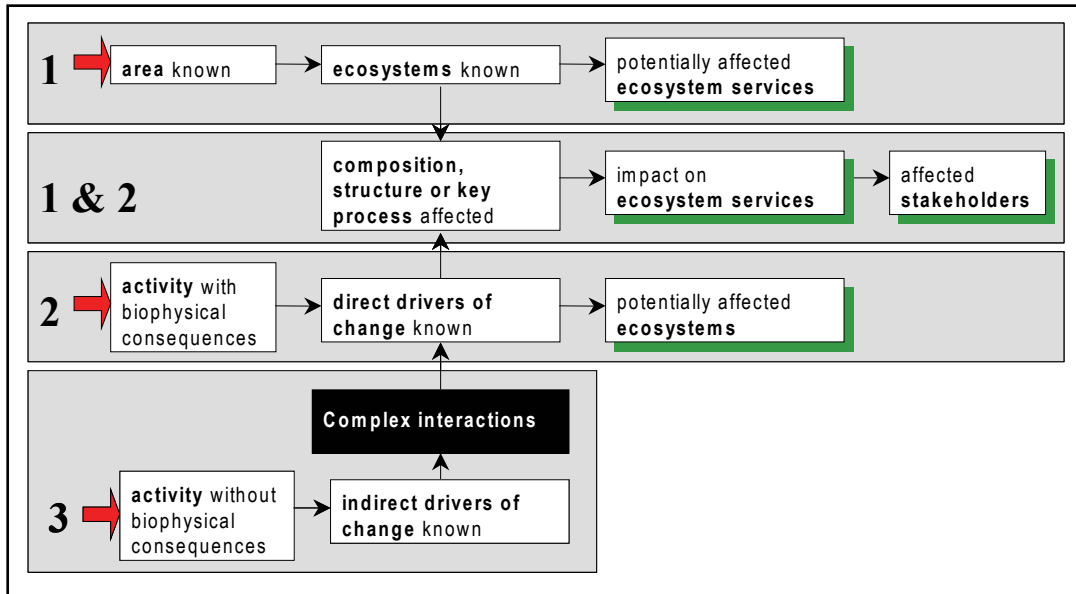 1
area known
ecosystems known
potentially affected
ecosystem services
1 & 2
composition,
structure or key
process affected
impact on
ecosystem services
affected
stakeholders
2
activity with
biophysical
consequences
direct drivers of
change known
potentially affected
ecosystems
Complex interactions
3
activity without
biophysical
consequences
indirect drivers of
change known